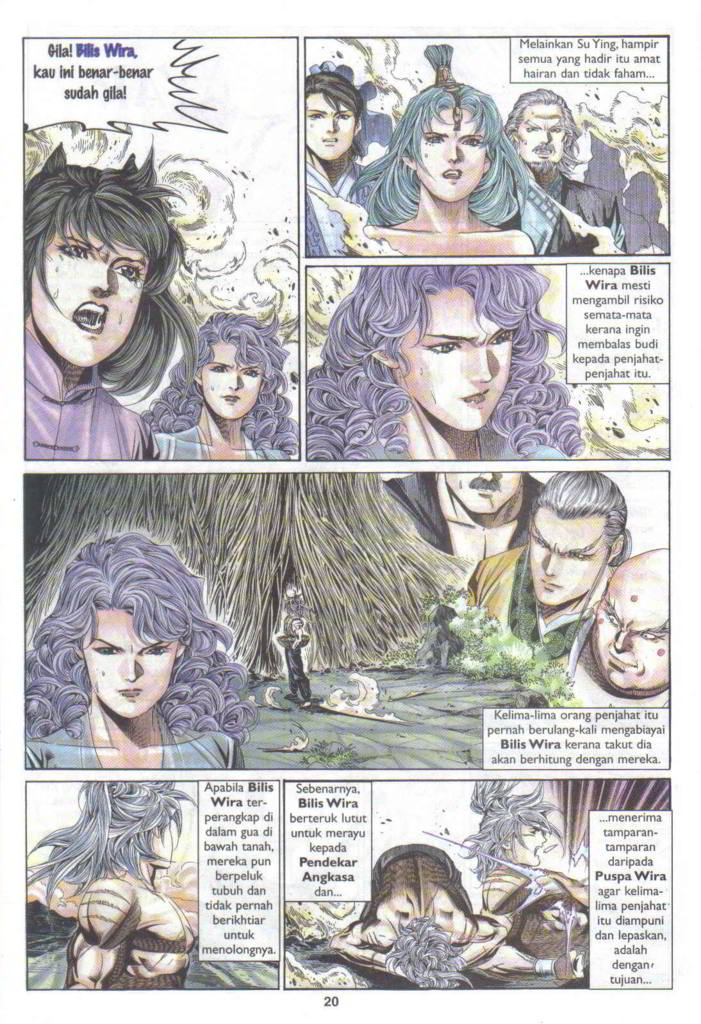 Gila! Bilis Wira,
kau ini benar-benar
sudah gila!
Melainkan Su Ying, hampir
semua yang hadir itu amat
hairan dan tidak faham...
...kenapa Bilis
Wira mesti
mengambil risiko
semata-mata
kerana ingin
membalas budi
kepada penjahat-
penjahat itu.
Kelima-lima orang penjahat itu
pernah berulang-kali mengabiayai
Bilis Wira kerana takut dia
akan berhitung dengan mereka.
Apabila Bilis
Wira ter-
perangkap di
dalam gua di
bawah tanah,
mereka pun
berpeluk
tubuh dan
tidak pernah
berikhtiar
untuk
menolongnya.
Sebenarnya,
Bilis Wira
berteruk lutut
untuk merayu
kepada
Pendekar
Angkasa
dan...
...menerima
tamparan-
tamparan
daripada
Puspa Wira
agar kelima-
lima penjahat
itu diampuni
dan lepaskan,
adalah
dengan
tujuan...
20